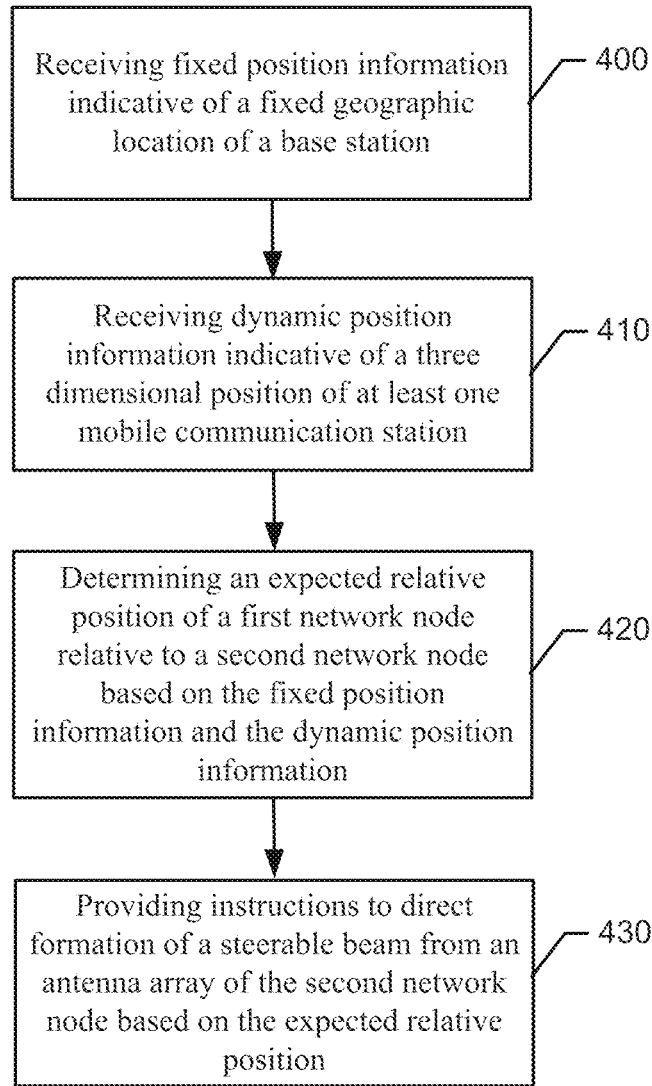 Receiving fixed position information
indicative of a fixed geographic
location of a base station
400
Receiving dynamic position
information indicative of a three
dimensional position of at least one
mobile communication station
410
Determining an expected relative
position of a first network node
relative to a second network node
based on the fixed position
information and the dynamic position
information
420
Providing instructions to direct
formation of a steerable beam from an
antenna array of the second network
node based on the expected relative
position
430